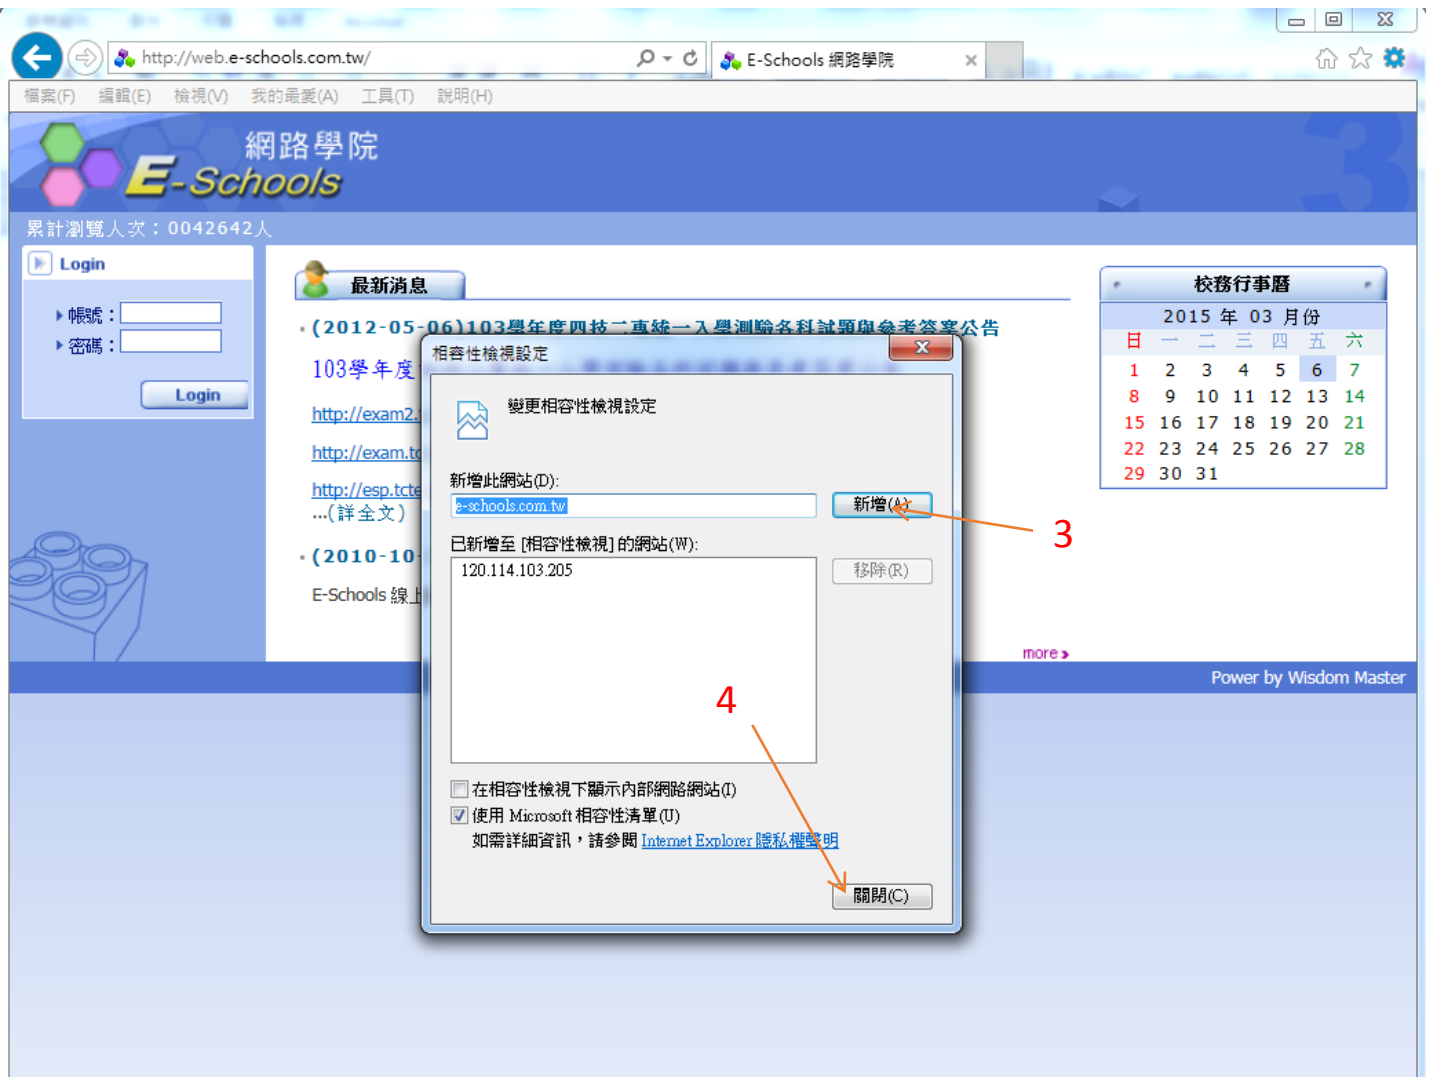 http://web.e-schools.com.tw/
E-Schools 網路學院
檔案(F) 編輯(E) 檢視(V) 我的最愛(A) 工具(T) 說明(H)
網路學院
E-Schools
3
累計瀏覽人次：0042642人
Login
帳號：
密碼：
Login
最新消息
(2012-05-06)103學年度四技二專統一入學測驗各科試題與參考答案公告
103學年度
http://exam2.
http://exam.tc
http://esp.tcte
...(詳全文)
(2010-10-
E-Schools 線上
more
校務行事曆
2015 年 03 月份
日 一 二 三 四 五 六
1 2 3 4 5 6 7
8 9 10 11 12 13 14
15 16 17 18 19 20 21
22 23 24 25 26 27 28
29 30 31
相容性檢視設定
變更相容性檢視設定
新增此網站(D):
e-schools.com.tw
新增(A)
3
已新增至 [相容性檢視] 的網站(W):
120.114.103.205
移除(R)
4
在相容性檢視下顯示內部網路網站(I)
使用 Microsoft 相容性清單(U)
如需詳細資訊，請參閱 Internet Explorer 隱私權聲明
關閉(C)
Power by Wisdom Master